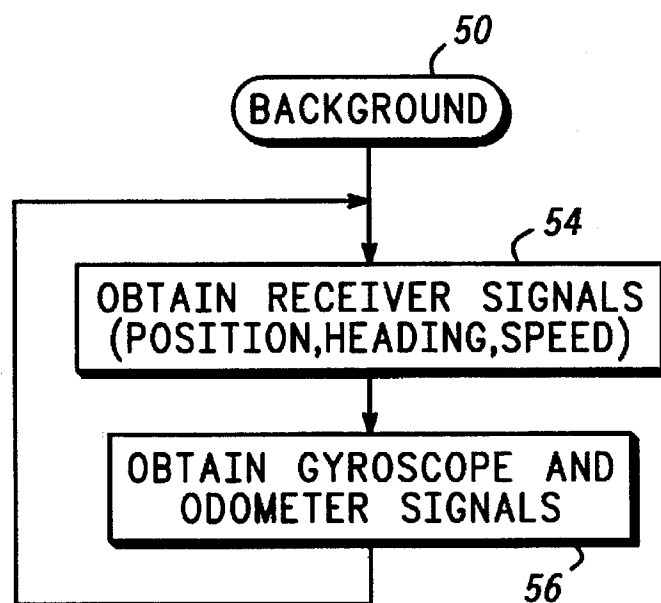 50
BACKGROUND
54
OBTAIN RECEIVER SIGNALS
(POSITION,HEADING,SPEED)
OBTAIN GYROSCOPE AND
ODOMETER SIGNALS
56